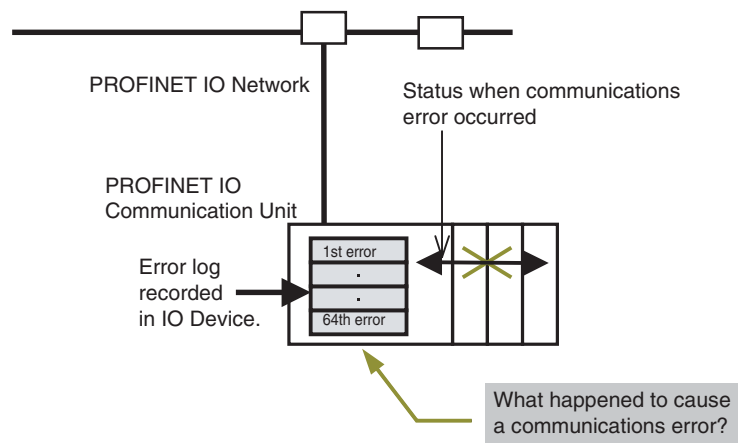 PROFINET IO Network
Status when communications
error occurred
PROFINET IO
Communication Unit
1st error
.
.
64th error
Error log
recorded
in IO Device.
What happened to cause
a communications error?